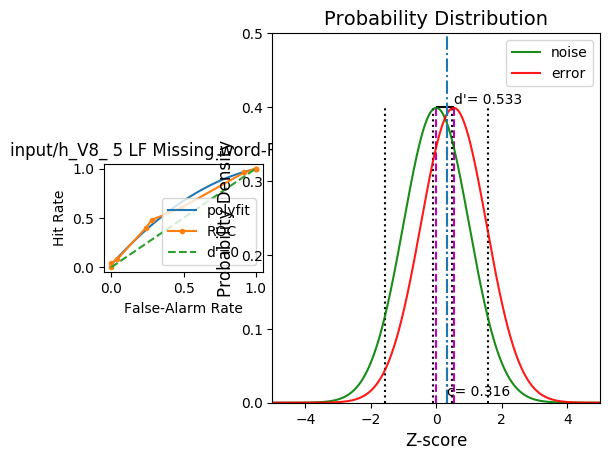 Probability Distribution
input/h_V8_ 5 LF Missing word-
Hit Rate
1.0
0.5
0.0
polyfit
d'=0
0.0
0.5
1.0
False-Alarm Rate
Probability Density
0.5
0.4
0.3
0.2
0.1
0.0
noise
error
d'= 0.533
c= 0.316
−4
−2
0
2
4
Z-score